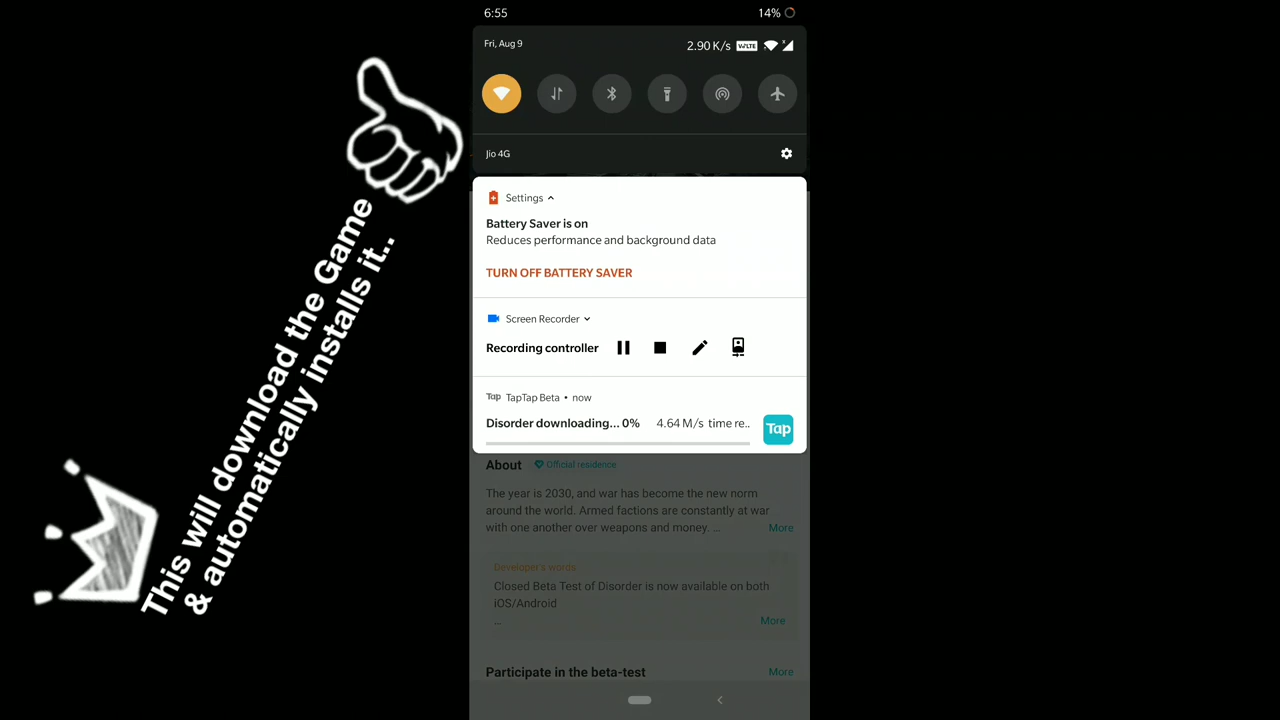 This will download the Game
& automatically installs it..
6:55
14%
Fri, Aug 9
2.90 K/s
VoLTE
Jio 4G
Settings
Battery Saver is on
Reduces performance and background data
TURN OFF BATTERY SAVER
Screen Recorder
Recording controller
Tap TapTap Beta • now
Disorder downloading... 0% 4.64 M/s time re..
Tap
About Official residence
The year is 2030, and war has become the new norm
around the world. Armed factions are constantly at war
with one another over weapons and money. ... More
Developer's words
Closed Beta Test of Disorder is now available on both
iOS/Android
... More
Participate in the beta-test More